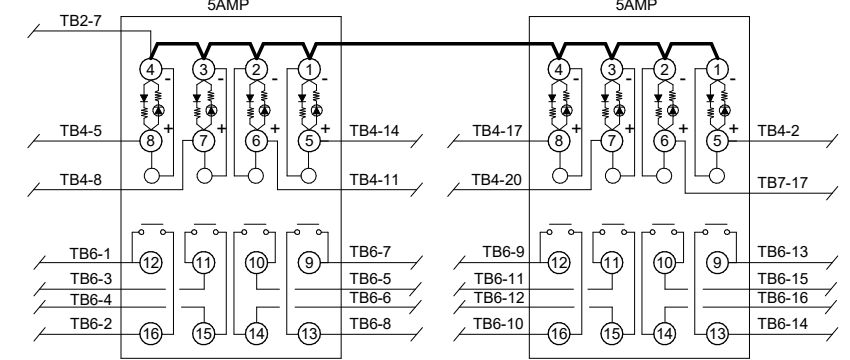 5AMP 5AMP
TB2-7
4 3 2 1 4 3 2 1
- - - - - - - -
+ + + + + + + +
TB4-5 8 7 6 5 TB4-14 TB4-17 8 7 6 5 TB4-2
TB4-8 TB4-11 TB4-20 TB7-17
TB6-1 12 11 10 9 TB6-7 TB6-9 12 11 10 9 TB6-13
TB6-3 TB6-5 TB6-11 TB6-15
TB6-4 TB6-6 TB6-12 TB6-16
TB6-2 16 15 14 13 TB6-8 TB6-10 16 15 14 13 TB6-14